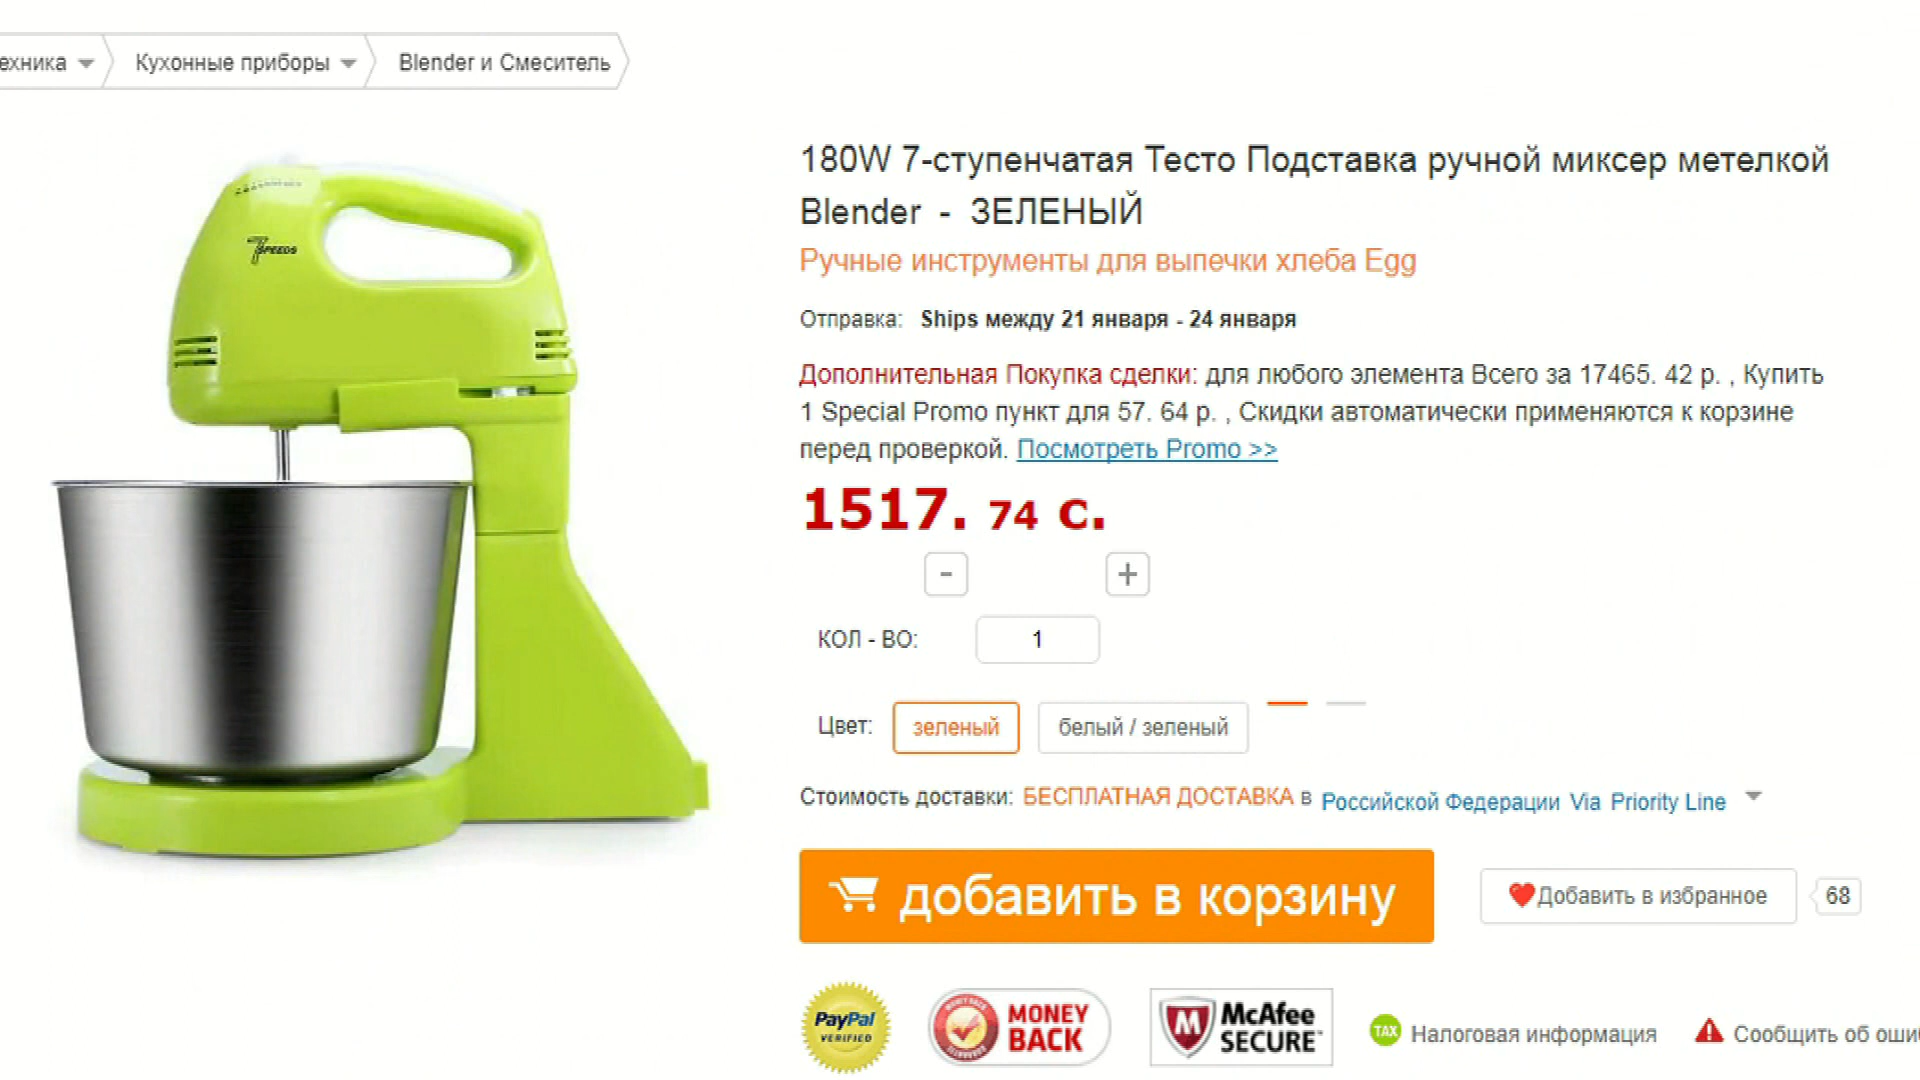 ехника
Кухонные приборы
Blender и Смеситель
7 SPEEDS
180W 7-ступенчатая Тесто Подставка ручной миксер метелкой
Blender - ЗЕЛЕНЫЙ
Ручные инструменты для выпечки хлеба Egg
Отправка: Ships между 21 января - 24 января
Дополнительная Покупка сделки: для любого элемента Всего за 17465. 42 р. , Купить
1 Special Promo пункт для 57. 64 р. , Скидки автоматически применяются к корзине
перед проверкой. Посмотреть Promo >>
1517. 74 С.
- +
КОЛ - ВО: 1
Цвет: зеленый белый / зеленый
Стоимость доставки: БЕСПЛАТНАЯ ДОСТАВКА в Российской Федерации Via Priority Line
добавить в корзину
Добавить в избранное 68
PayPal
VERIFIED
MONEY
BACK
McAfee
SECURE
TAX Налоговая информация
Сообщить об оши